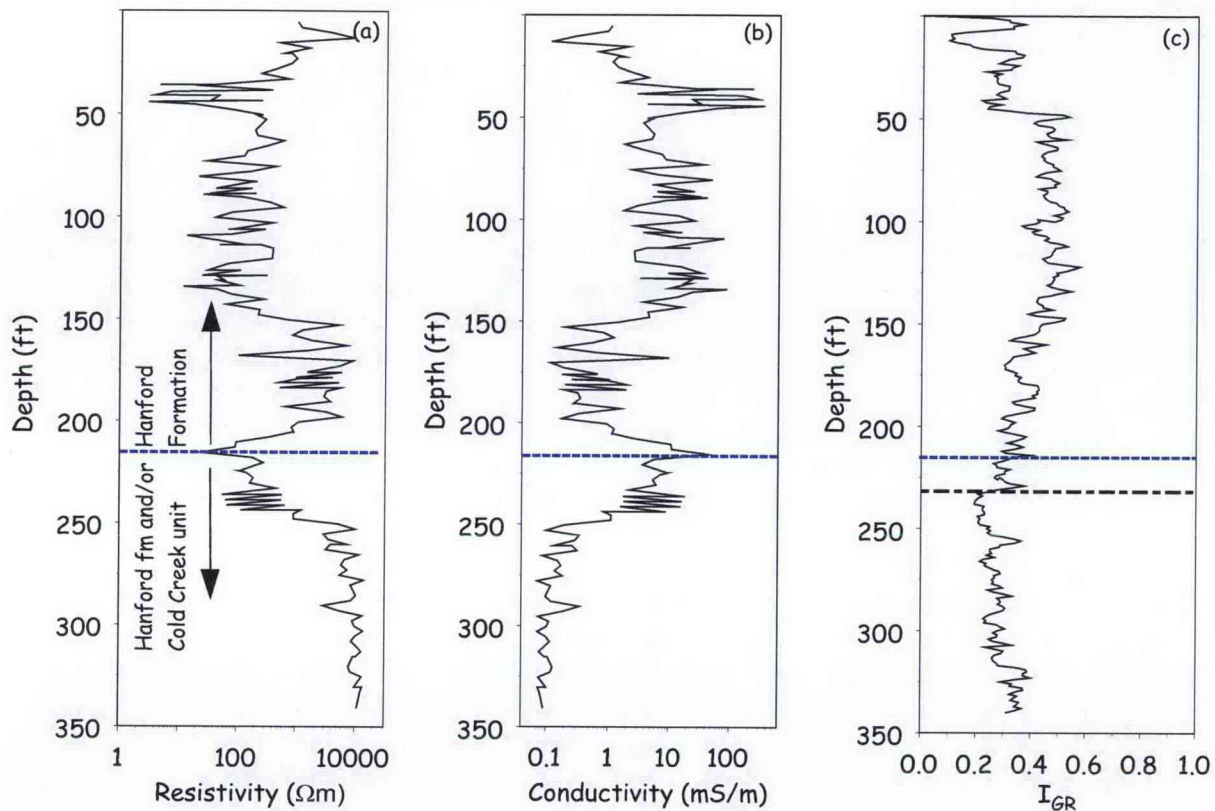 (a)
0
50
100
150
200
250
300
350
Depth (ft)
Hanford
Formation
Hanford fm and/or
Cold Creek unit
1
100
10000
Resistivity (Ωm)
(b)
0
50
100
150
200
250
300
350
Depth (ft)
0.1
1
10
100
Conductivity (mS/m)
(c)
0
50
100
150
200
250
300
350
Depth (ft)
0.0
0.2
0.4
0.6
0.8
1.0
I_GR